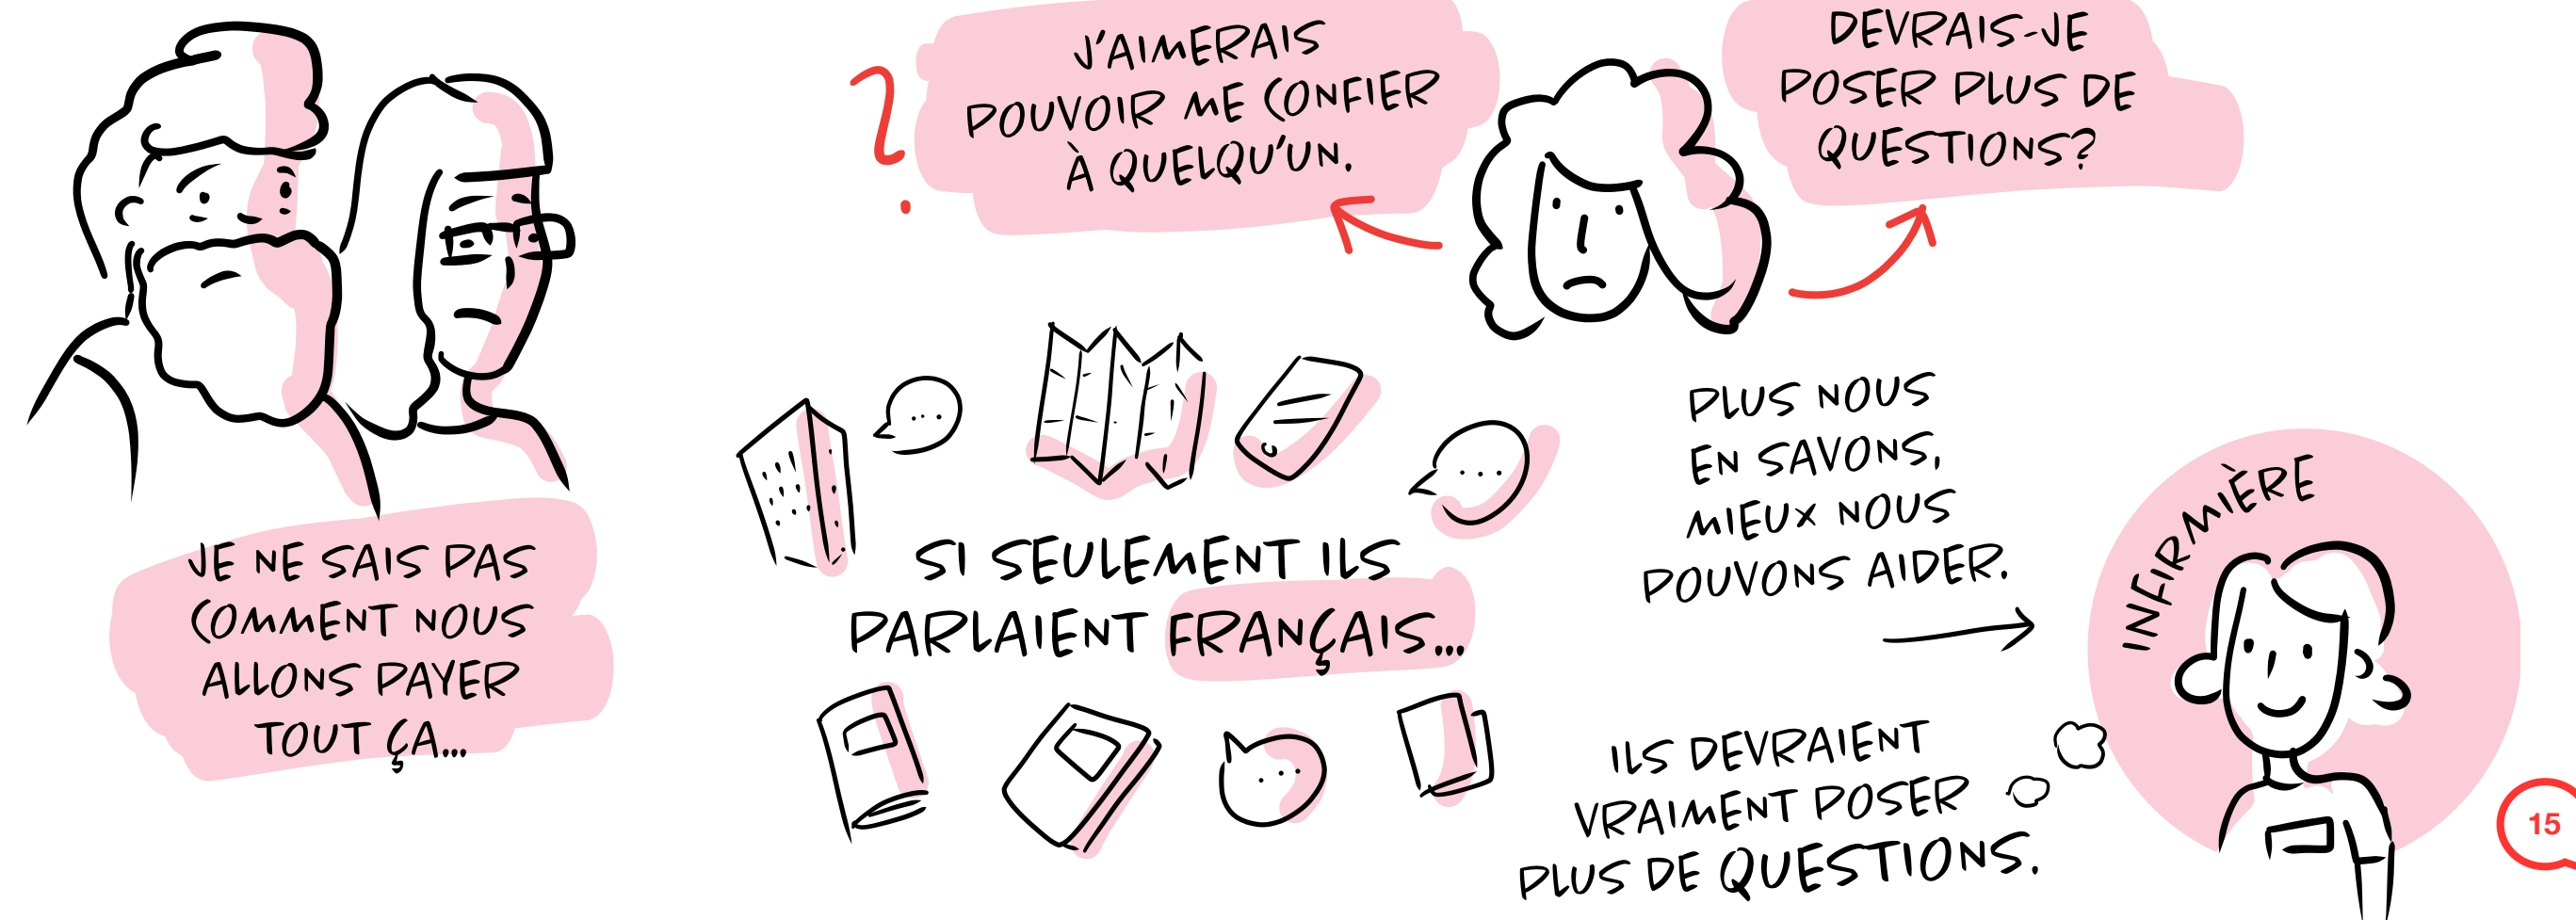 J'AIMERAIS
POUVOIR ME CONFIER
À QUELQU'UN.
DEVRAIS-JE
POSER PLUS DE
QUESTIONS?
JE NE SAIS PAS
COMMENT NOUS
ALLONS PAYER
TOUT ÇA...
SI SEULEMENT ILS
PARLAIENT FRANÇAIS...
PLUS NOUS
EN SAVONS,
MIEUX NOUS
POUVONS AIDER.
INFIRMIÈRE
ILS DEVRAIENT
VRAIMENT POSER
PLUS DE QUESTIONS.
15